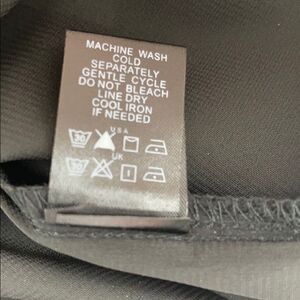 MACHINE WASH
COLD
SEPARATELY
GENTLE CYCLE
DO NOT BLEACH
LINE DRY
COOL IRON
IF NEEDED
USA
30
UK
30